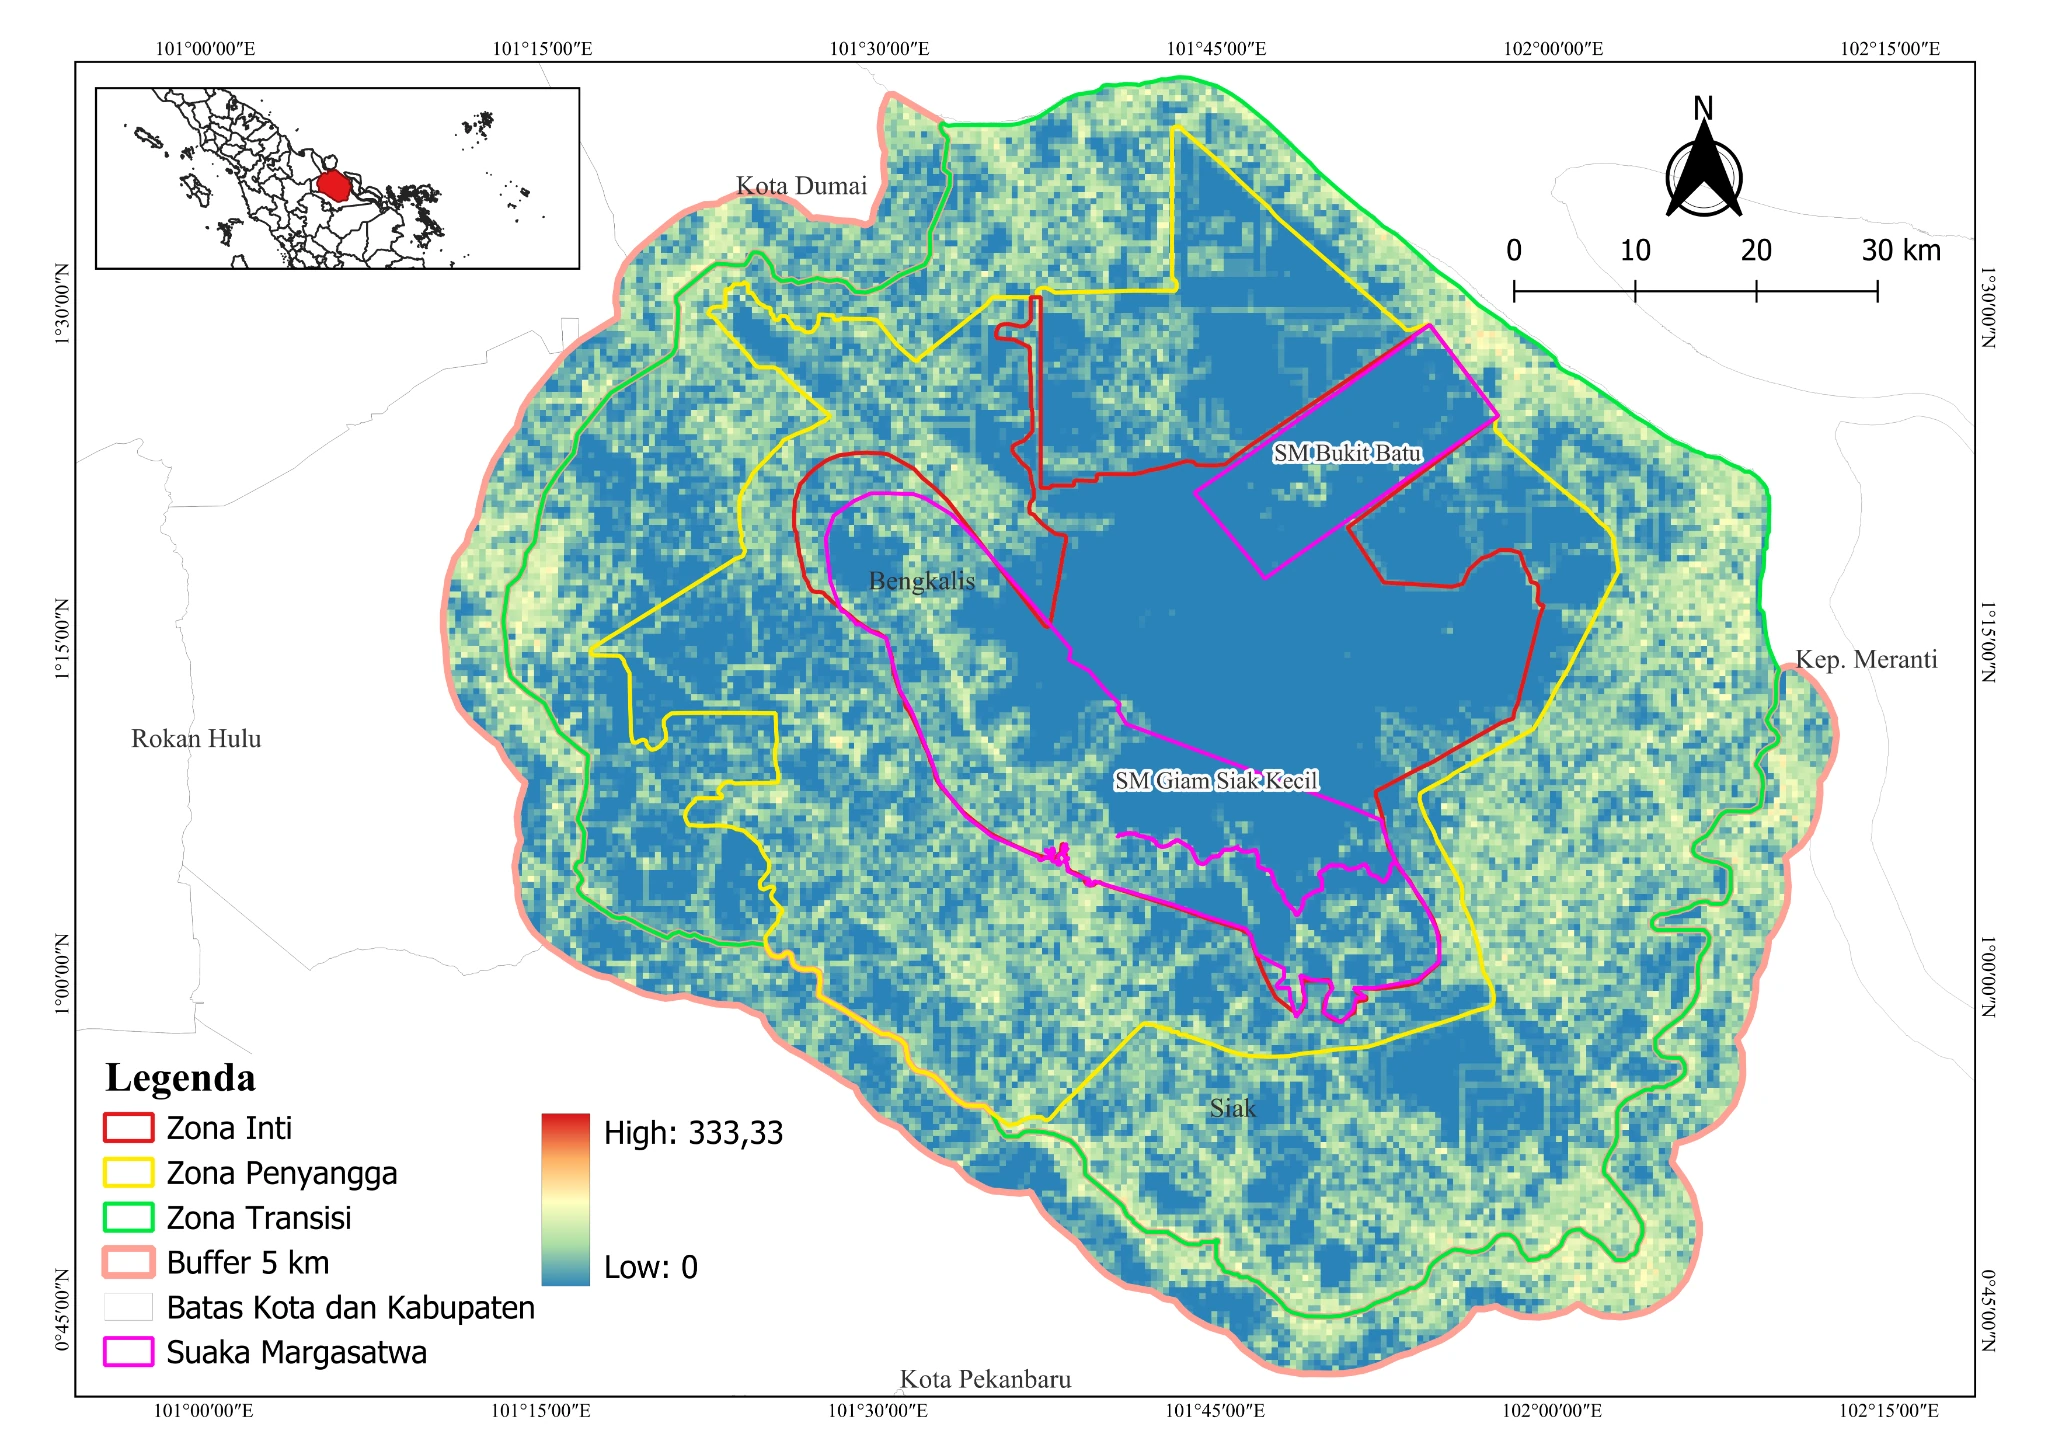 101°00′00″E 101°15′00″E 101°30′00″E 101°45′00″E 102°00′00″E 102°15′00″E
N
Kota Dumai
0 10 20 30 km
1°30′00″N
1°30′00″N
SM Bukit Batu
Bengkalis
1°15′00″N
1°15′00″N
Kep. Meranti
Rokan Hulu
SM Giam Siak Kecil
1°00′00″N
1°00′00″N
Siak
Legenda
Zona Inti
Zona Penyangga
Zona Transisi
Buffer 5 km
Batas Kota dan Kabupaten
Suaka Margasatwa
High: 333,33
Low: 0
0°45′00″N
0°45′00″N
Kota Pekanbaru
101°00′00″E 101°15′00″E 101°30′00″E 101°45′00″E 102°00′00″E 102°15′00″E